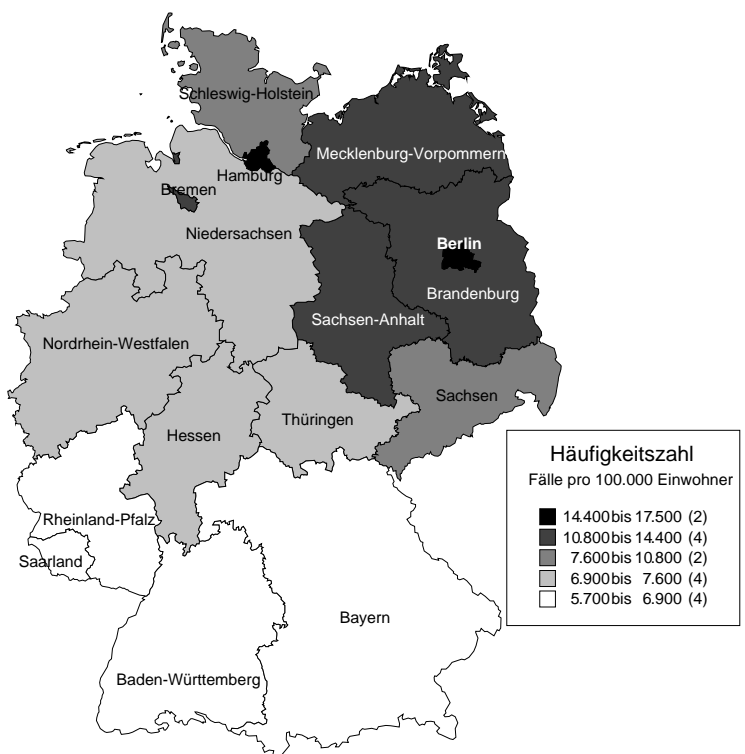 Schleswig-Holstein
Mecklenburg-Vorpommern
Hamburg
Bremen
Niedersachsen
Berlin
Brandenburg
Sachsen-Anhalt
Nordrhein-Westfalen
Sachsen
Thüringen
Hessen
Rheinland-Pfalz
Saarland
Bayern
Baden-Württemberg
Häufigkeitszahl
Fälle pro 100.000 Einwohner
14.400 bis 17.500 (2)
10.800 bis 14.400 (4)
7.600 bis 10.800 (2)
6.900 bis 7.600 (4)
5.700 bis 6.900 (4)